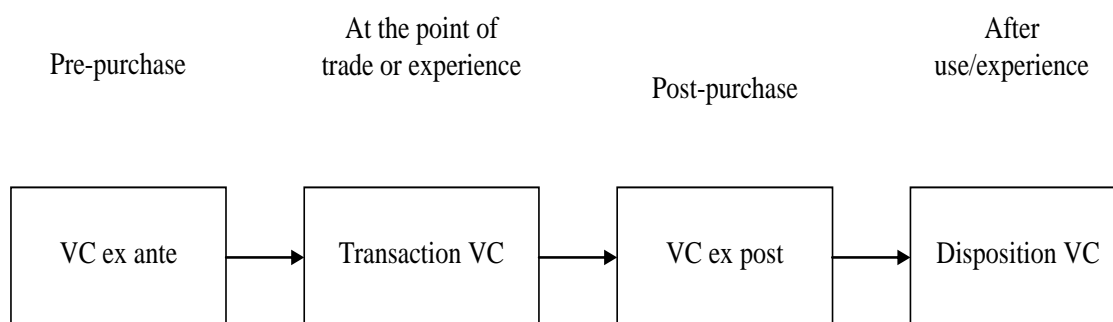 Pre-purchase
At the point of
trade or experience
Post-purchase
After
use/experience
VC ex ante
Transaction VC
VC ex post
Disposition VC